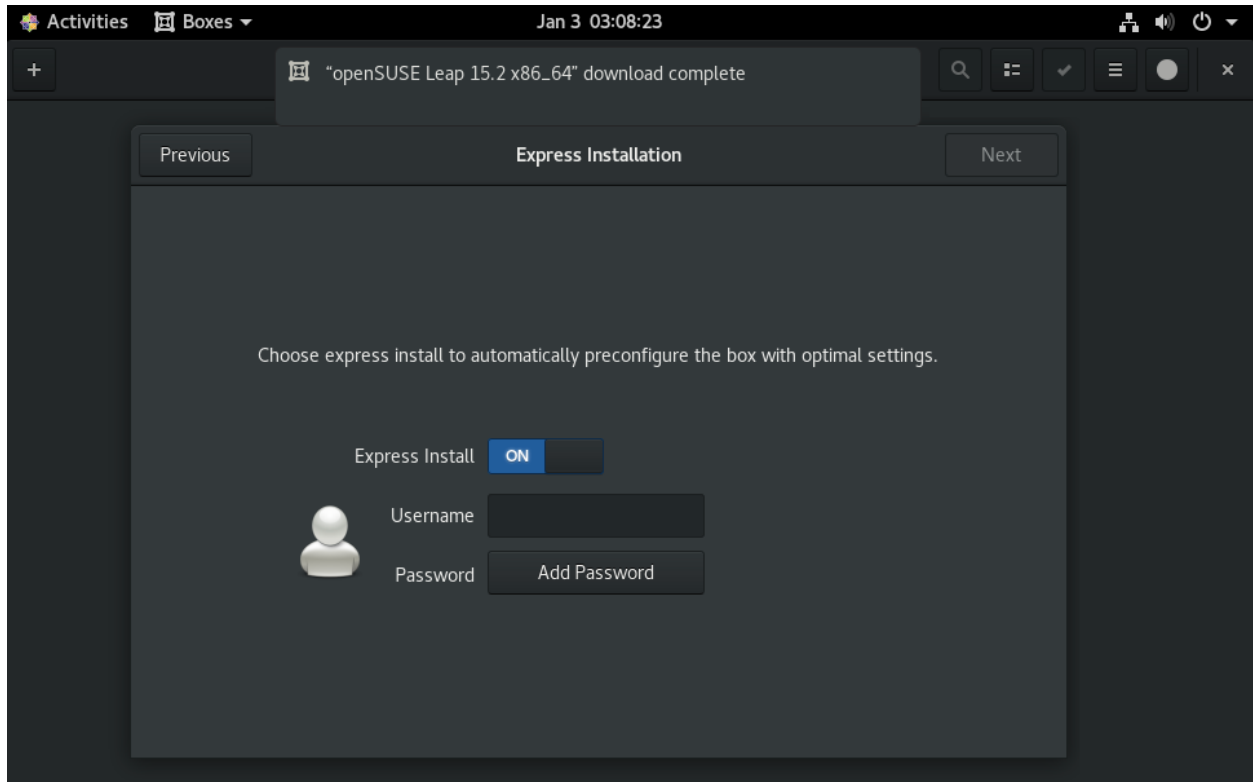 Activities Boxes Jan 3 03:08:23
“openSUSE Leap 15.2 x86_64” download complete
Previous Express Installation Next
Choose express install to automatically preconfigure the box with optimal settings.
Express Install ON
Username
Password Add Password